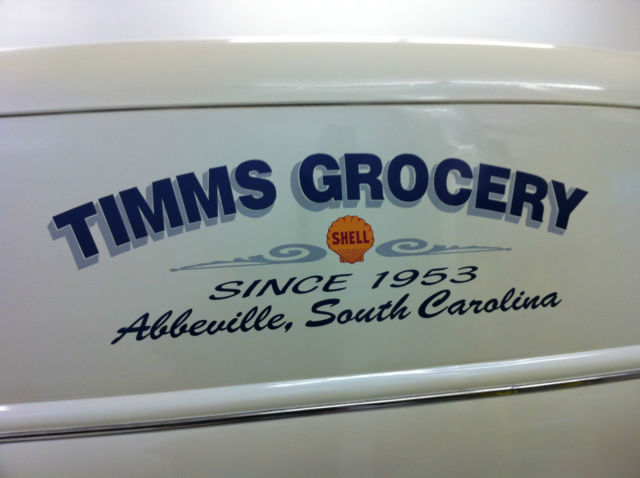 TIMMS GROCERY
SHELL
SINCE 1953
Abbeville, South Carolina